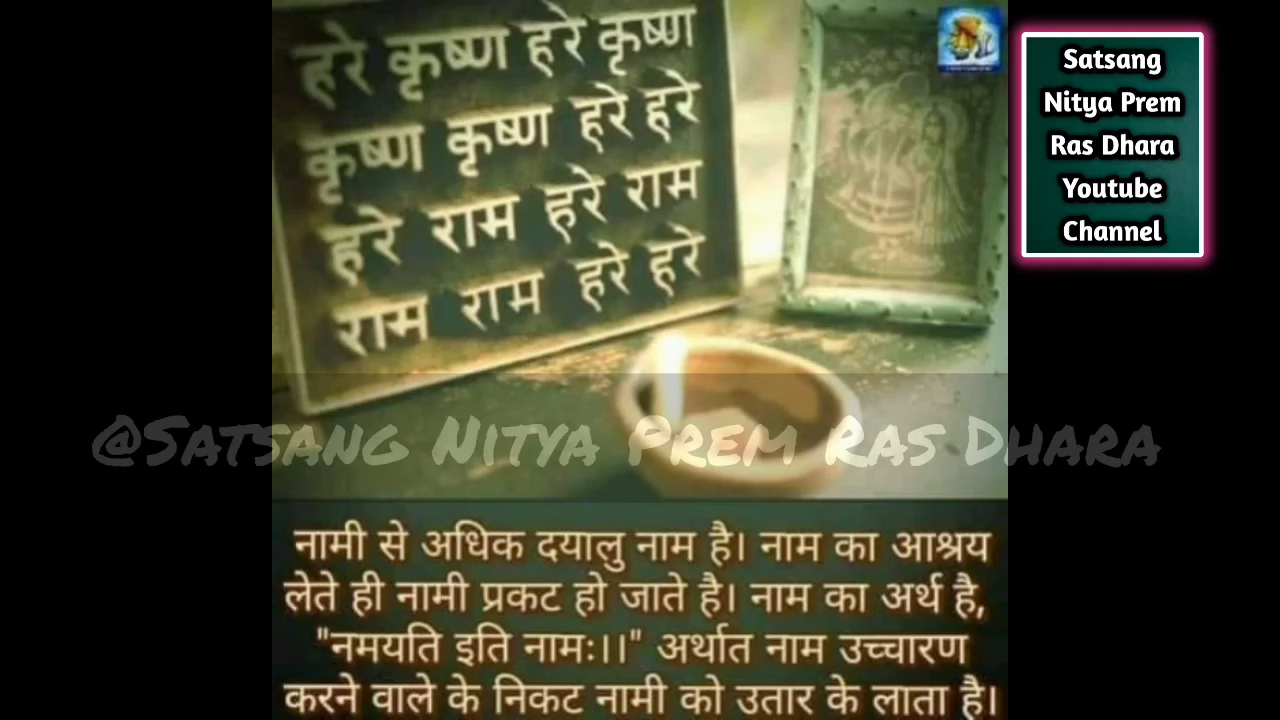 हरे कृष्ण हरे कृष्ण
कृष्ण कृष्ण हरे हरे
हरे राम हरे राम
राम राम हरे हरे
Satsang
Nitya Prem
Ras Dhara
Youtube
Channel
@Satsang Nitya Prem Ras Dhara
नामी से अधिक दयालु नाम है। नाम का आश्रय
लेते ही नामी प्रकट हो जाते है। नाम का अर्थ है,
"नमयति इति नामः।।" अर्थात नाम उच्चारण
करने वाले के निकट नामी को उतार के लाता है।